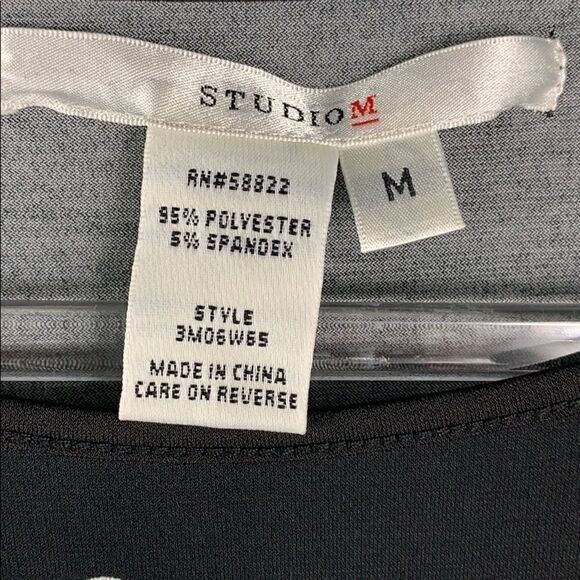 STUDIO M
M
RN#58822
95% POLYESTER
5% SPANDEX
STYLE
3M06W65
MADE IN CHINA
CARE ON REVERSE